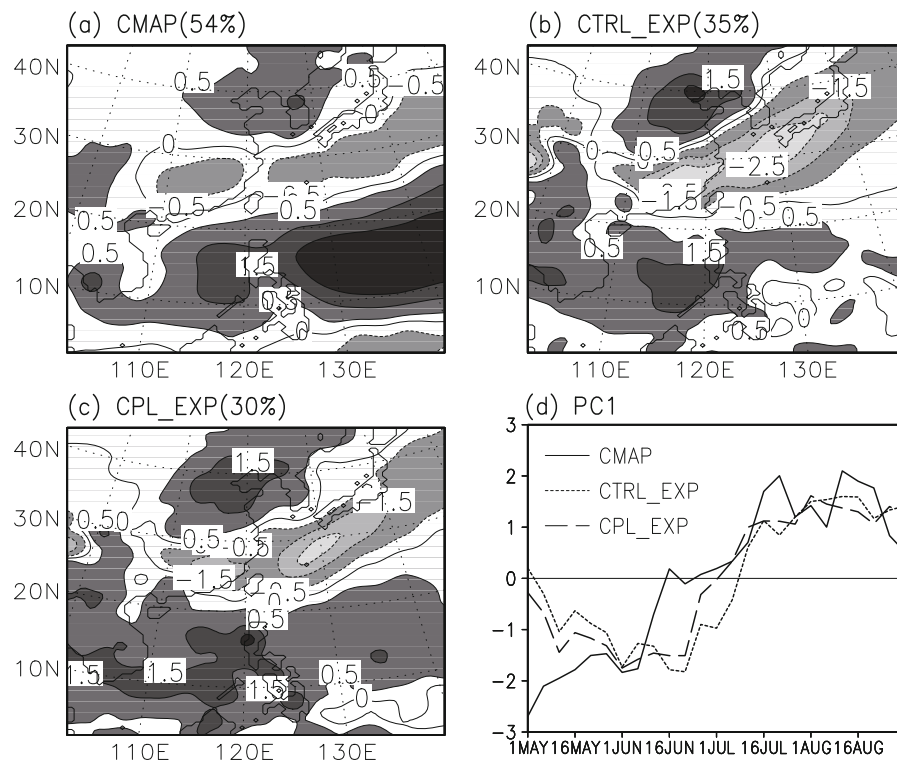 (a) CMAP(54%)
40N
30N
20N
10N
0.5
0.5
-0.5
0
0
-0.5
0.5
0.5
0.5
1.5
0
110E 120E 130E
(b) CTRL_EXP(35%)
40N
30N
20N
10N
1.5
-1.5
0
0.5
-2.5
-1.5
-0.5
0
0.5
0.5
1.5
0
0.5
110E 120E 130E
(c) CPL_EXP(30%)
40N
30N
20N
10N
1.5
-1.5
0.50
0.5
-0.5
-1.5
-0.5
0
0.5
1.5
1.5
1.5
0.5
0
110E 120E 130E
(d) PC1
3
2
1
0
-1
-2
-3
CMAP
CTRL_EXP
CPL_EXP
1MAY 16MAY 1JUN 16JUN 1JUL 16JUL 1AUG 16AUG